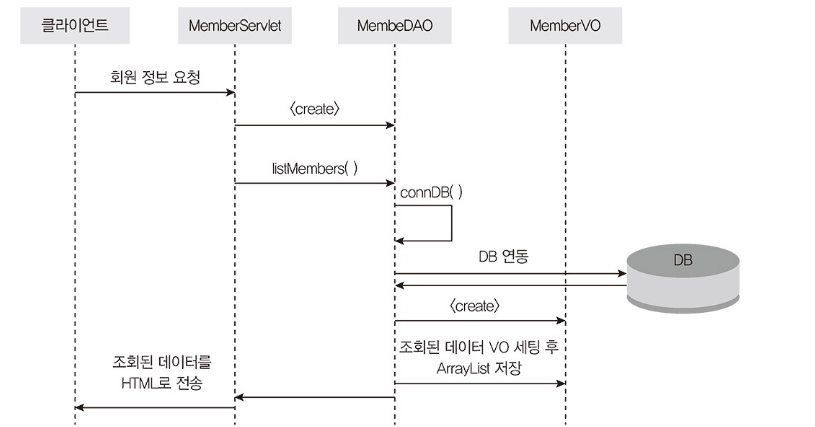 클라이언트
MemberServlet
MembeDAO
MemberVO
회원 정보 요청
〈create〉
listMembers( )
connDB( )
DB 연동
DB
〈create〉
조회된 데이터 VO 세팅 후
ArrayList 저장
조회된 데이터를
HTML로 전송